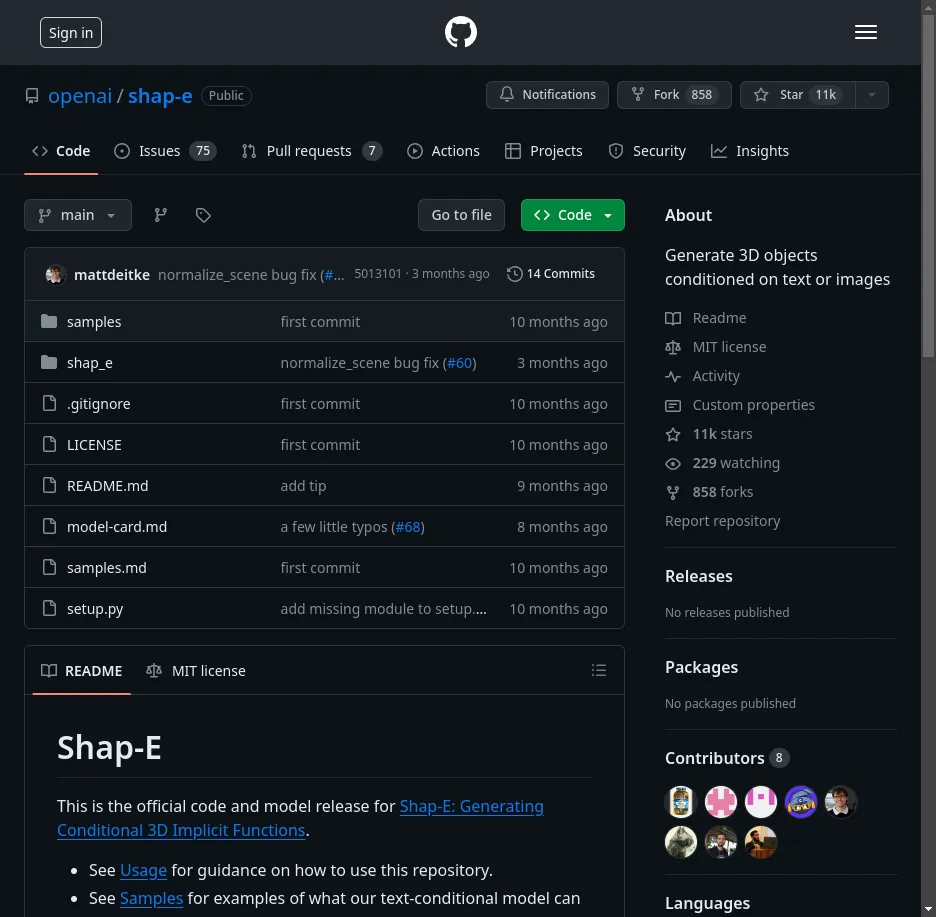 Sign in
openai / shap-e Public
Notifications Fork 858 Star 11k
Code Issues 75 Pull requests 7 Actions Projects Security Insights
main Go to file Code
mattdeitke normalize_scene bug fix (#... 5013101 · 3 months ago 14 Commits
samples first commit 10 months ago
shap_e normalize_scene bug fix (#60) 3 months ago
.gitignore first commit 10 months ago
LICENSE first commit 10 months ago
README.md add tip 9 months ago
model-card.md a few little typos (#68) 8 months ago
samples.md first commit 10 months ago
setup.py add missing module to setup.... 10 months ago
README MIT license
Shap-E
This is the official code and model release for Shap-E: Generating
Conditional 3D Implicit Functions.
• See Usage for guidance on how to use this repository.
• See Samples for examples of what our text-conditional model can
About
Generate 3D objects
conditioned on text or images
Readme
MIT license
Activity
Custom properties
11k stars
229 watching
858 forks
Report repository
Releases
No releases published
Packages
No packages published
Contributors 8
Languages